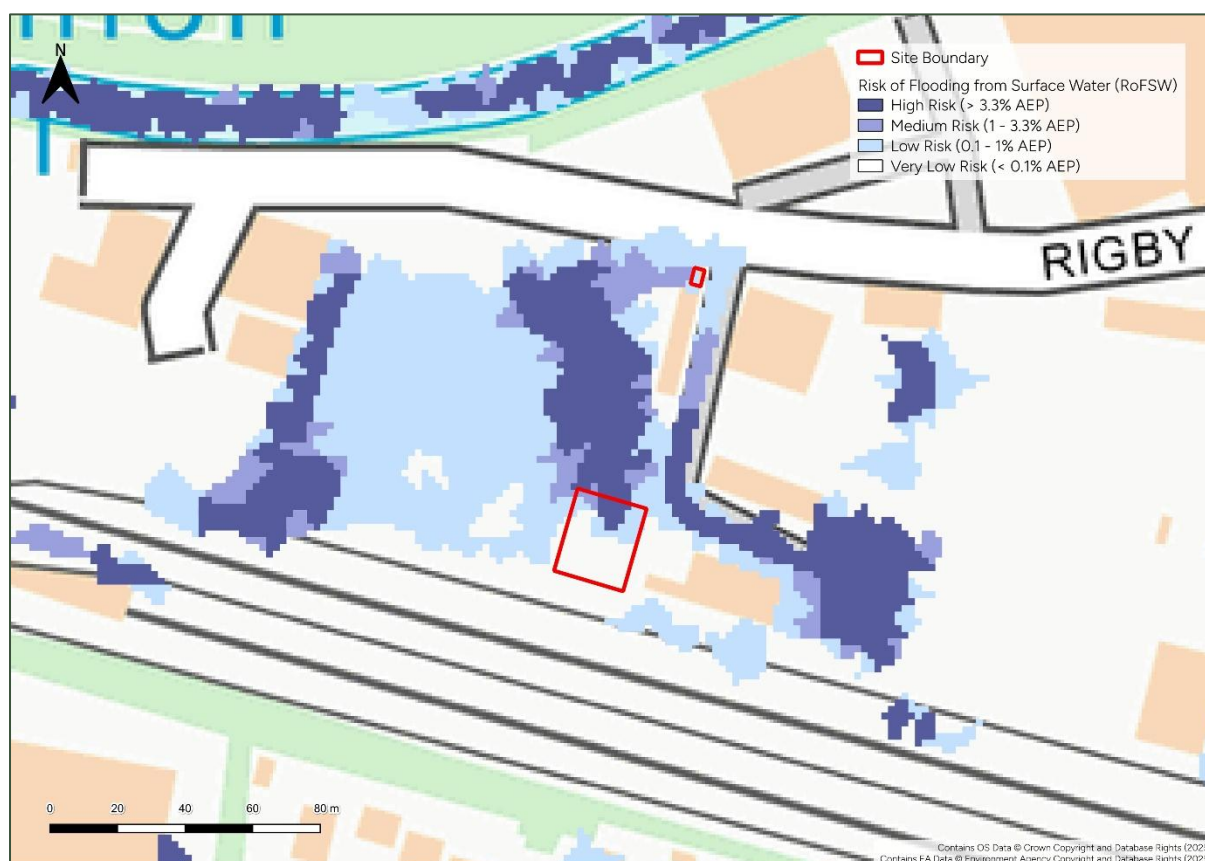 N
Site Boundary
Risk of Flooding from Surface Water (RoFSW)
High Risk (> 3.3% AEP)
Medium Risk (1 - 3.3% AEP)
Low Risk (0.1 - 1% AEP)
Very Low Risk (< 0.1% AEP)
RIGBY
0 20 40 60 80 m
Contains OS Data © Crown Copyright and Database Rights (2025
Contains EA Data © Environment Agency Copyright and Database Rights (2025